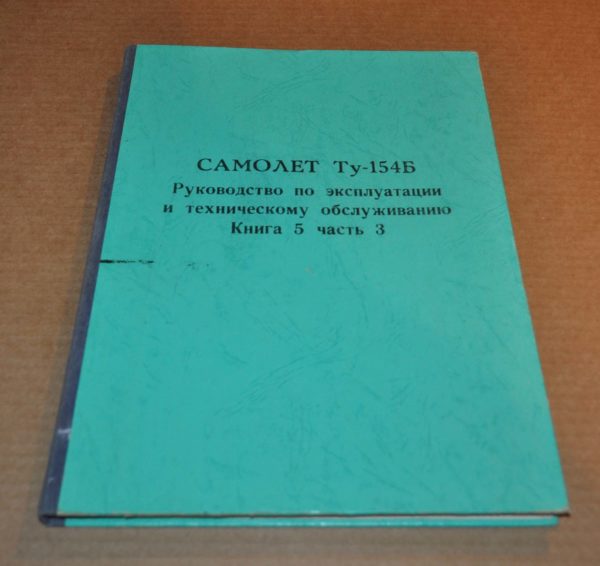 САМОЛЕТ Ту-154Б
Руководство по эксплуатации
и техническому обслуживанию
Книга 5 часть 3